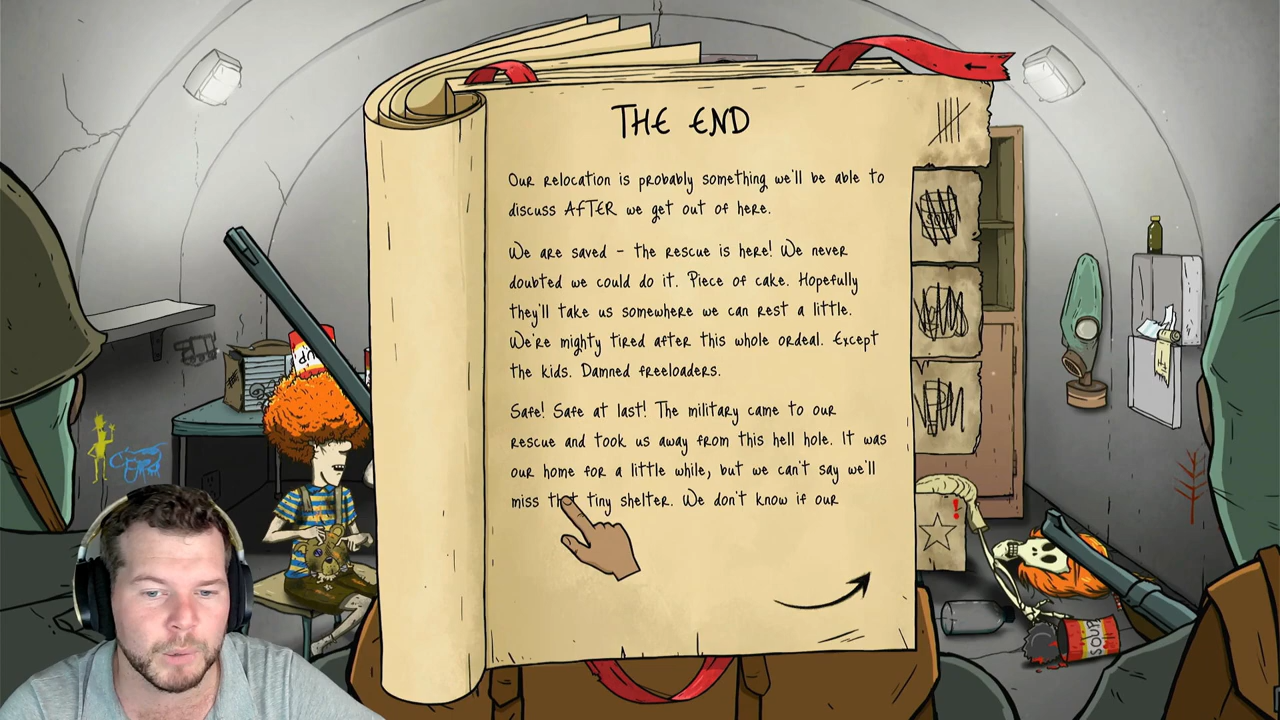 THE END
Our relocation is probably something we'll be able to
discuss AFTER we get out of here.
We are saved - the rescue is here! We never
doubted we could do it. Piece of cake. Hopefully
they'll take us somewhere we can rest a little.
We're mighty tired after this whole ordeal. Except
the kids. Damned freeloaders.
Safe! Safe at last! The military came to our
rescue and took us away from this hell hole. It was
our home for a little while, but we can't say we'll
miss that tiny shelter. We don't know if our
SOUP